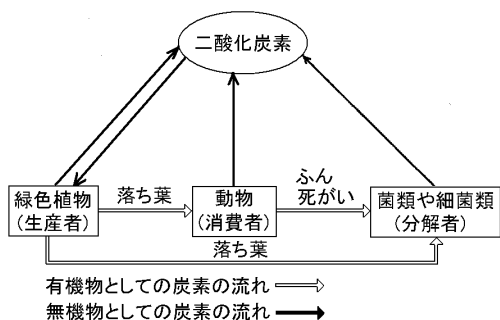 二酸化炭素
緑色植物
(生産者)
落ち葉
動物
(消費者)
ふん
死がい
菌類や細菌類
(分解者)
落ち葉
有機物としての炭素の流れ
無機物としての炭素の流れ